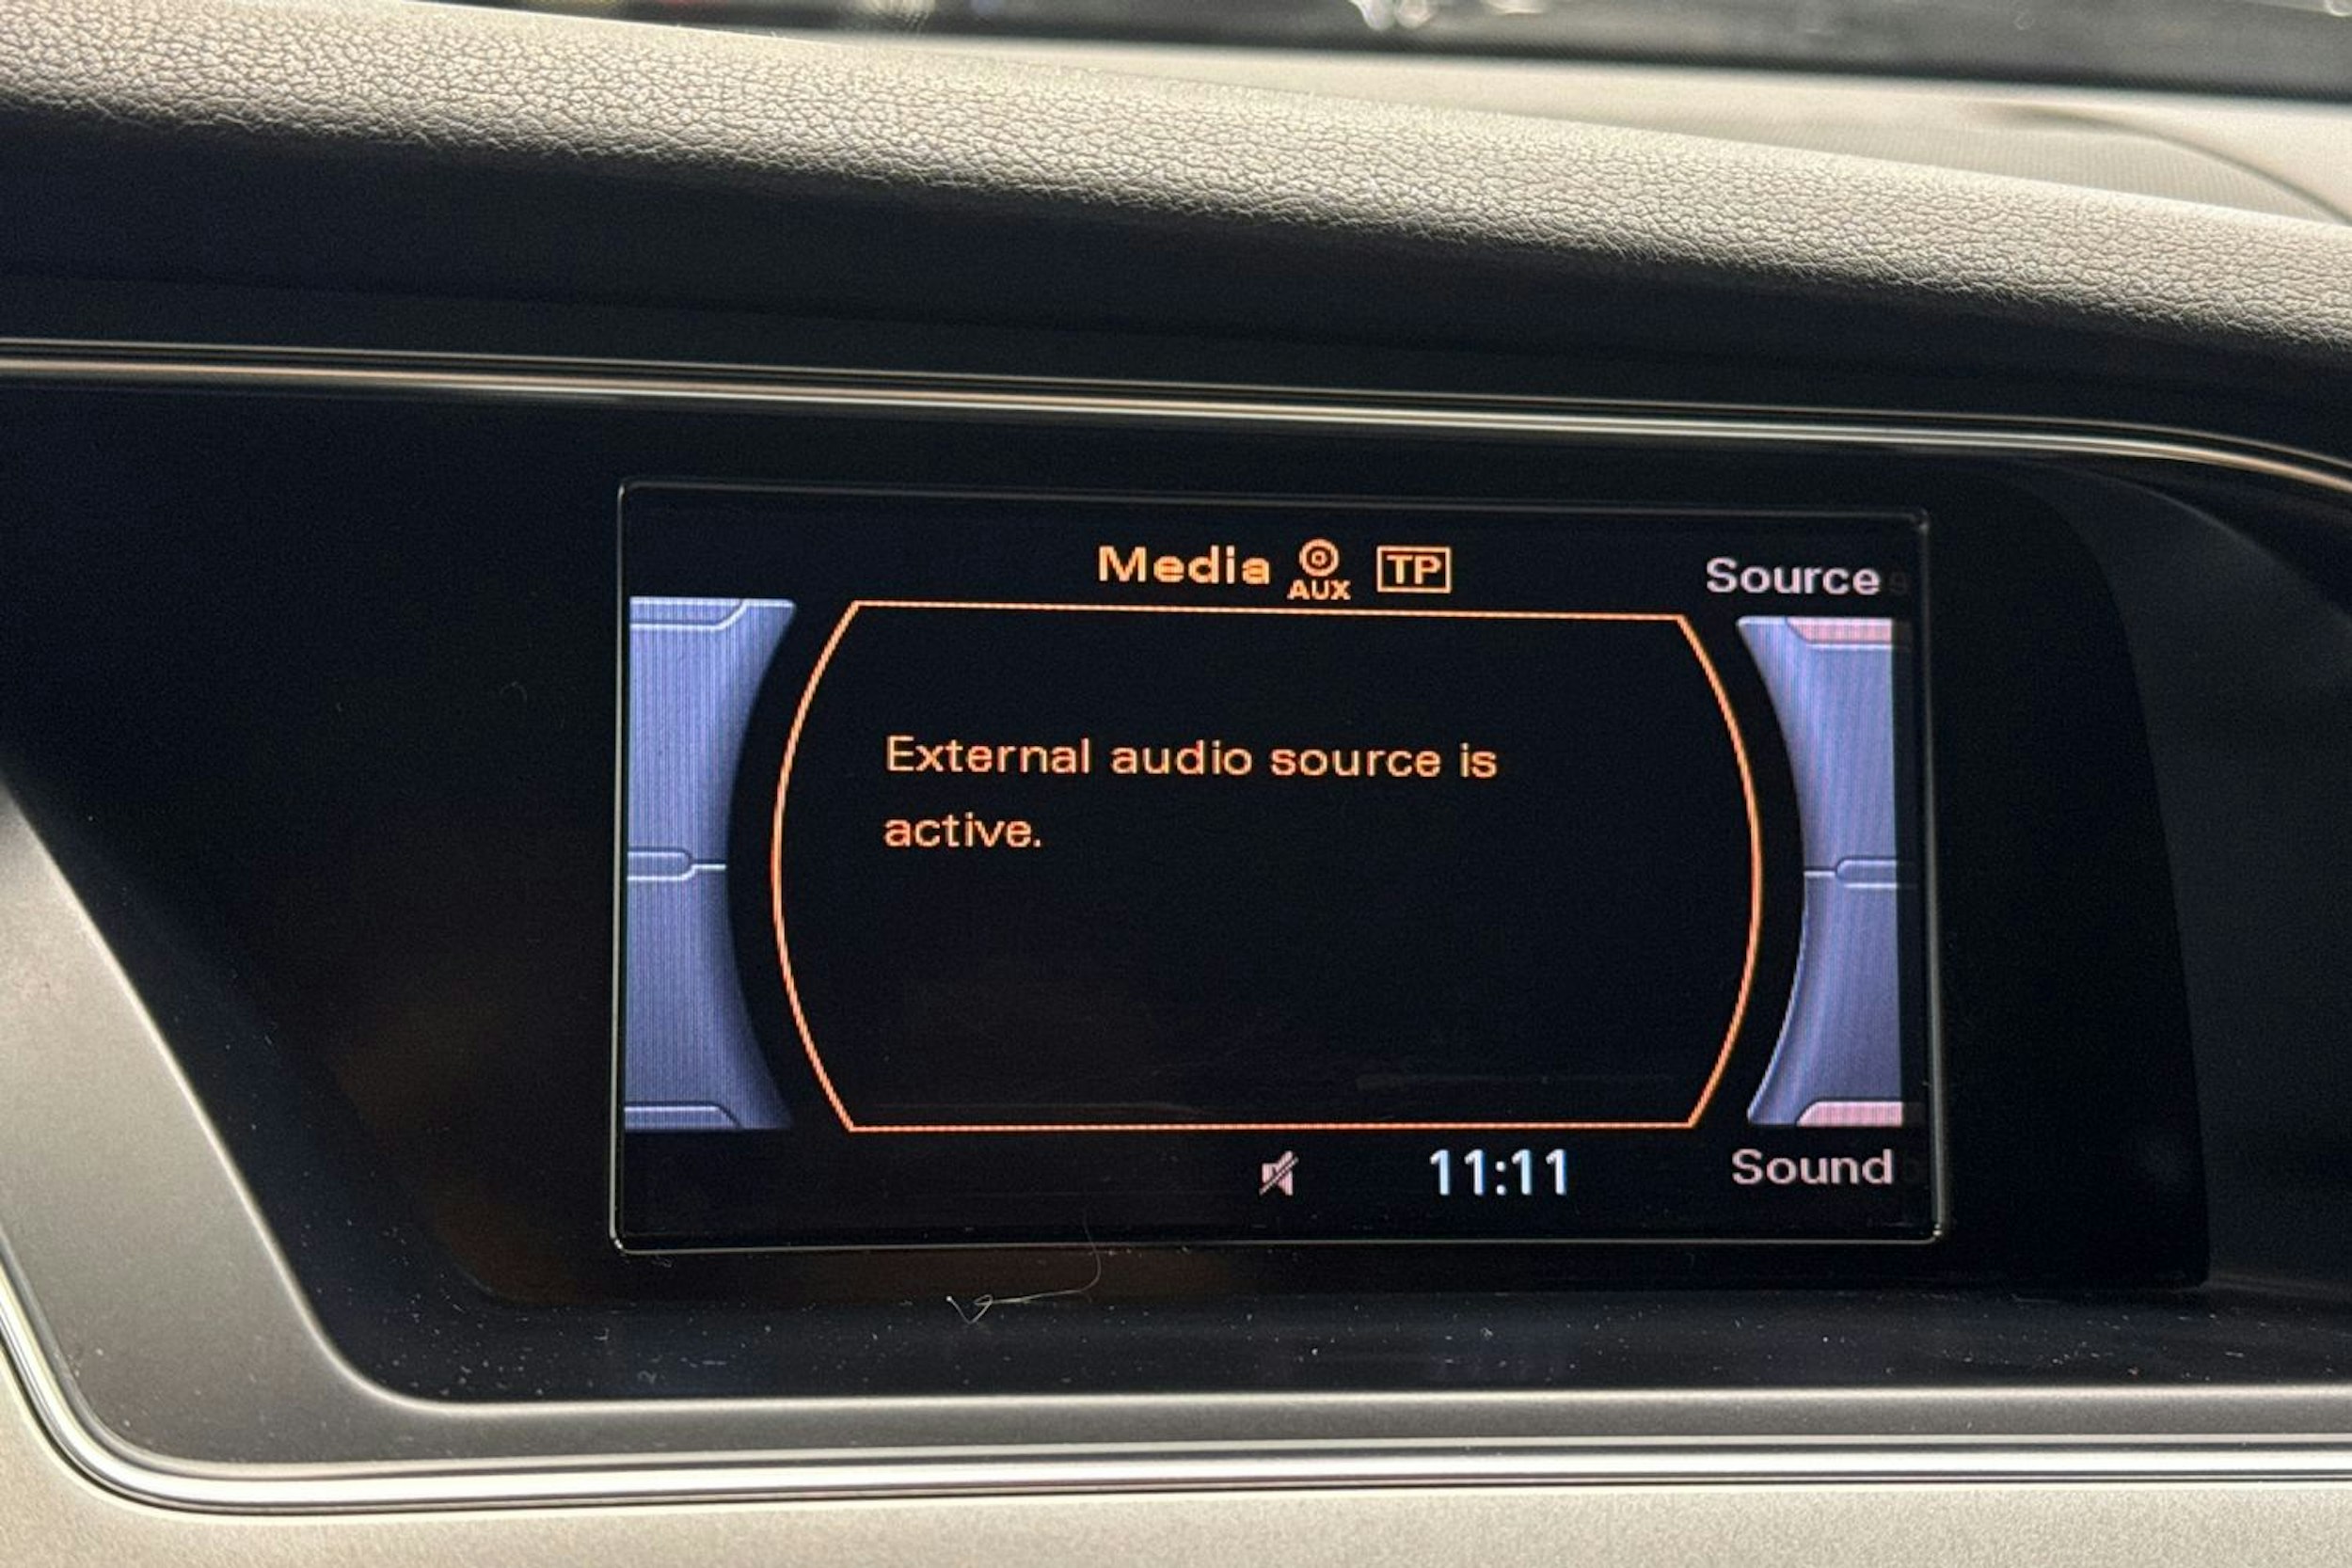 Media AUX TP Source
External audio source is
active.
11:11 Sound